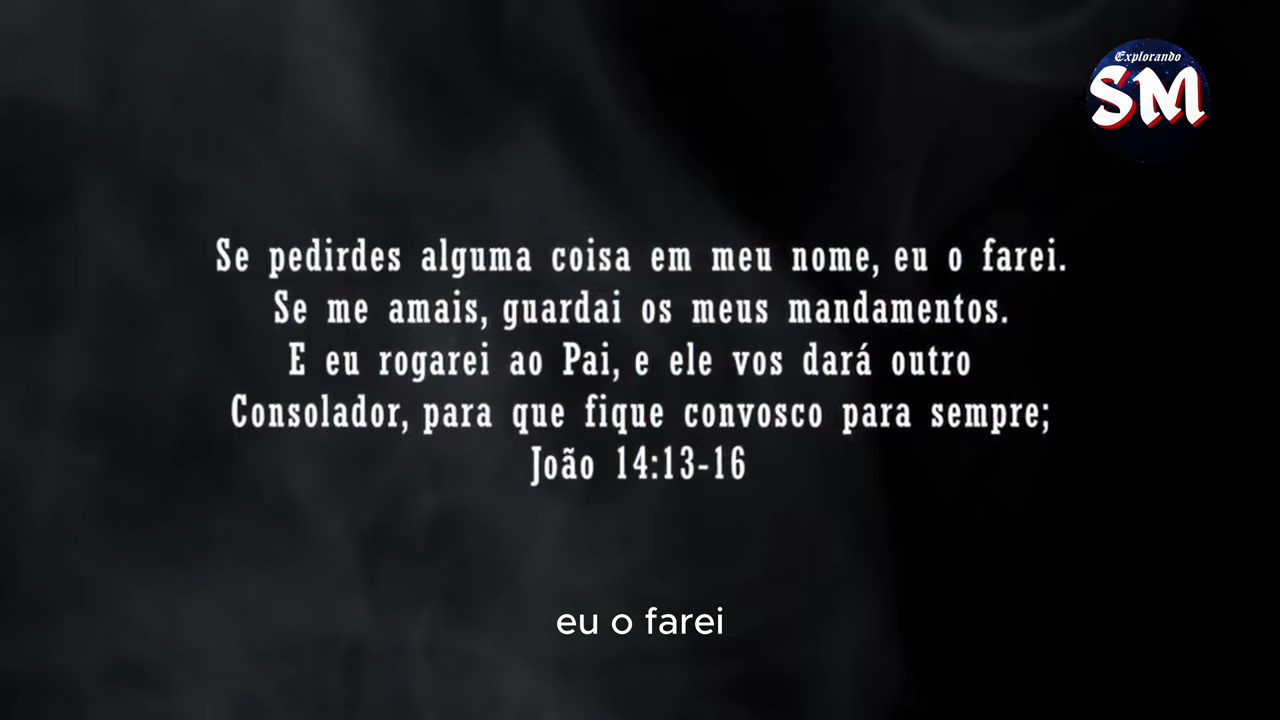 Explorando
SM
Se pedirdes alguma coisa em meu nome, eu o farei.
Se me amais, guardai os meus mandamentos.
E eu rogarei ao Pai, e ele vos dará outro
Consolador, para que fique convosco para sempre;
João 14:13-16
eu o farei